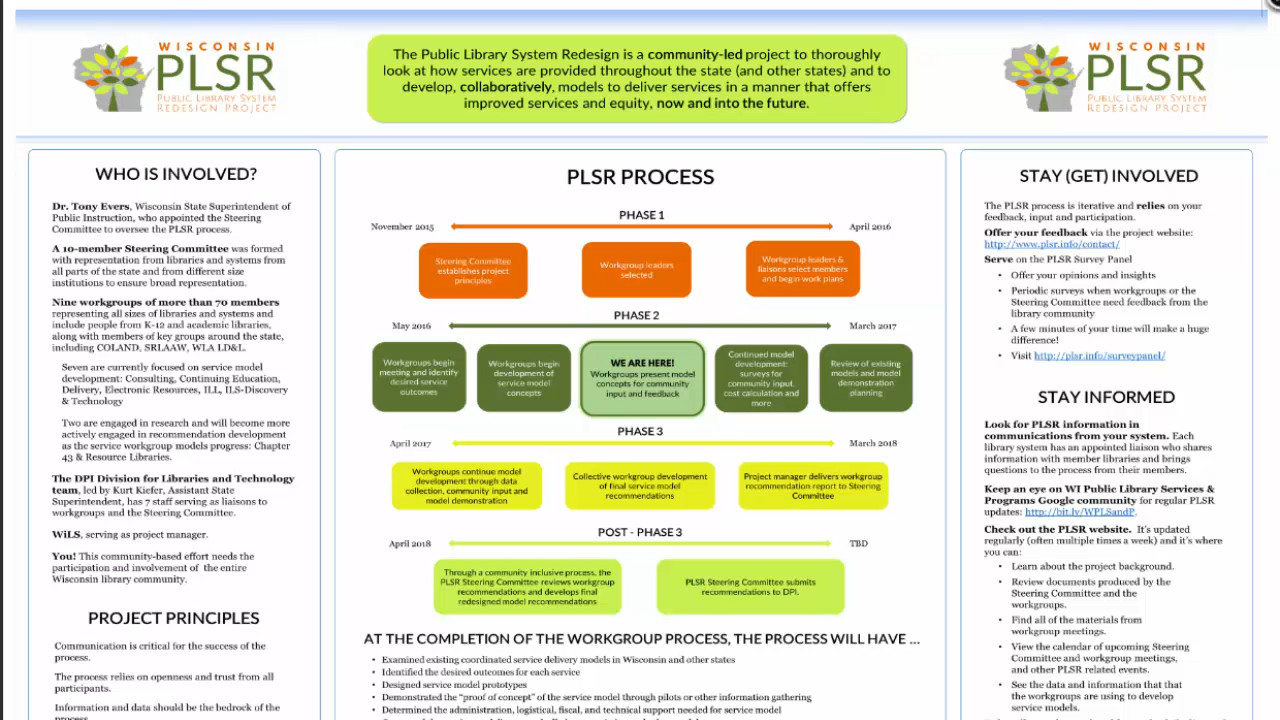 WISCONSIN
PLSR
PUBLIC LIBRARY SYSTEM
REDESIGN PROJECT
The Public Library System Redesign is a community-led project to thoroughly
look at how services are provided throughout the state (and other states) and to
develop, collaboratively, models to deliver services in a manner that offers
improved services and equity, now and into the future.
WISCONSIN
PLSR
PUBLIC LIBRARY SYSTEM
REDESIGN PROJECT
WHO IS INVOLVED?
Dr. Tony Evers, Wisconsin State Superintendent of
Public Instruction, who appointed the Steering
Committee to oversee the PLSR process.
A 10-member Steering Committee was formed
with representation from libraries and systems from
all parts of the state and from different size
institutions to ensure broad representation.
Nine workgroups of more than 70 members
representing all sizes of libraries and systems and
include people from K-12 and academic libraries,
along with members of key groups around the state,
including COLAND, SRLAAW, WLA LD&L.
Seven are currently focused on service model
development: Consulting, Continuing Education,
Delivery, Electronic Resources, ILL, ILS-Discovery
& Technology
Two are engaged in research and will become more
actively engaged in recommendation development
as the service workgroup models progress: Chapter
43 & Resource Libraries.
The DPI Division for Libraries and Technology
team, led by Kurt Kiefer, Assistant State
Superintendent, has 7 staff serving as liaisons to
workgroups and the Steering Committee.
WiLS, serving as project manager.
You! This community-based effort needs the
participation and involvement of the entire
Wisconsin library community.
PROJECT PRINCIPLES
Communication is critical for the success of the
process.
The process relies on openness and trust from all
participants.
Information and data should be the bedrock of the
process.
PLSR PROCESS
PHASE 1
November 2015
April 2016
Steering Committee
establishes project
principles.
Workgroup leaders
selected
Workgroup leaders &
liaisons select members
and begin work plans
PHASE 2
May 2016
March 2017
Workgroups begin
meeting and identify
desired service
outcomes
Workgroups begin
development of
service model
concepts
WE ARE HERE!
Workgroups present model
concepts for community
input and feedback
Continued model
development:
surveys for
community input,
cost calculation and
more
Review of existing
models and model
demonstration
planning
PHASE 3
April 2017
March 2018
Workgroups continue model
development through data
collection, community input and
model demonstration
Collective workgroup development
of final service model
recommendations
Project manager delivers workgroup
recommendation report to Steering
Committee
POST - PHASE 3
April 2018
TBD
Through a community inclusive process, the
PLSR Steering Committee reviews workgroup
recommendations and develops final
redesigned model recommendations
PLSR Steering Committee submits
recommendations to DPI.
AT THE COMPLETION OF THE WORKGROUP PROCESS, THE PROCESS WILL HAVE ...
• Examined existing coordinated service delivery models in Wisconsin and other states
• Identified the desired outcomes for each service
• Designed service model prototypes
• Demonstrated the "proof of concept" of the service model through pilots or other information gathering
• Determined the administration, logistical, fiscal, and technical support needed for service model
STAY (GET) INVOLVED
The PLSR process is iterative and relies on your
feedback, input and participation.
Offer your feedback via the project website:
http://www.plsr.info/contact/
Serve on the PLSR Survey Panel
• Offer your opinions and insights
• Periodic surveys when workgroups or the
Steering Committee need feedback from the
library community
• A few minutes of your time will make a huge
difference!
• Visit http://plsr.info/surveypanel/
STAY INFORMED
Look for PLSR information in
communications from your system. Each
library system has an appointed liaison who shares
information with member libraries and brings
questions to the process from their members.
Keep an eye on WI Public Library Services &
Programs Google community for regular PLSR
updates: http://bit.ly/WPLSandP.
Check out the PLSR website. It's updated
regularly (often multiple times a week) and it's where
you can:
• Learn about the project background.
• Review documents produced by the
Steering Committee and the
workgroups.
• Find all of the materials from
workgroup meetings.
• View the calendar of upcoming Steering
Committee and workgroup meetings,
and other PLSR related events.
• See the data and information that that
the workgroups are using to develop
service models.